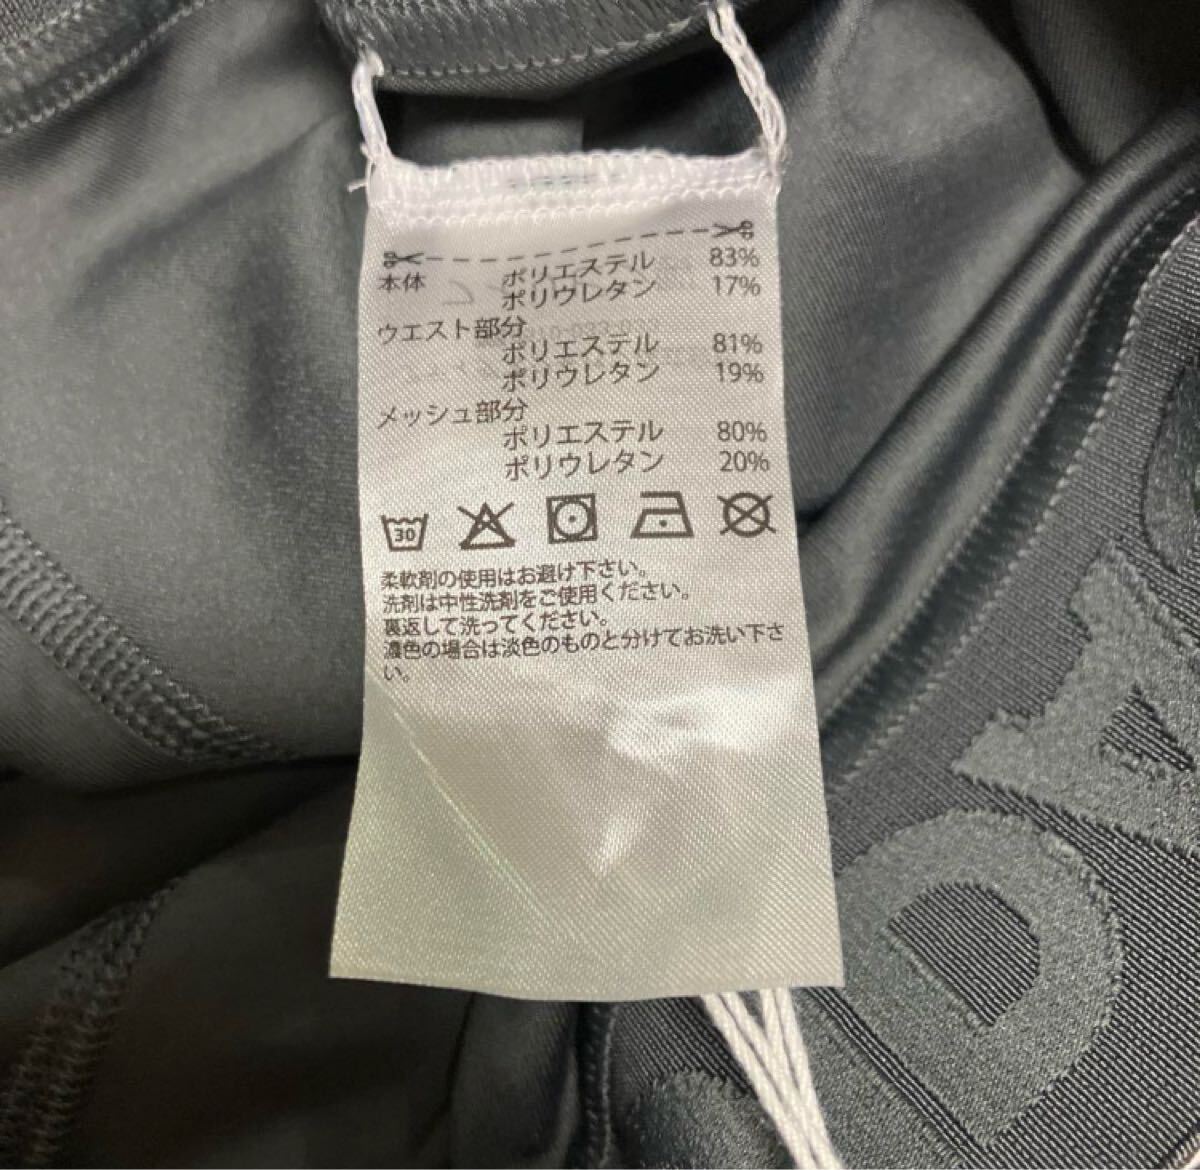 本体 ポリエステル 83%
ポリウレタン 17%
ウエスト部分
ポリエステル 81%
ポリウレタン 19%
メッシュ部分
ポリエステル 80%
ポリウレタン 20%
30
柔軟剤の使用はお避け下さい。
洗剤は中性洗剤をご使用ください。
裏返して洗ってください。
濃色の場合は淡色のものと分けてお洗い下さ
い。